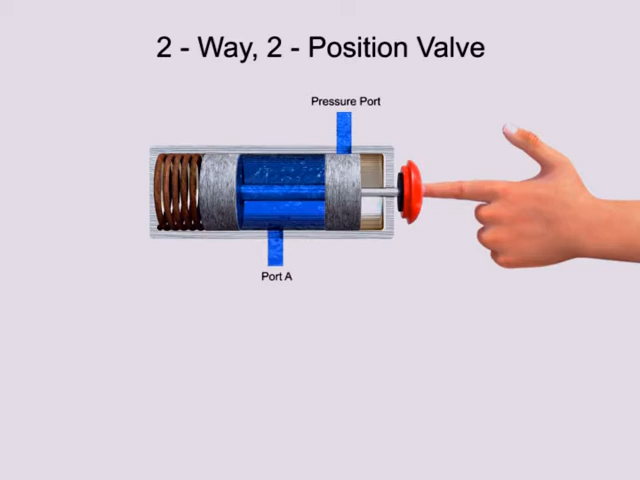 2 - Way, 2 - Position Valve
Pressure Port
Port A